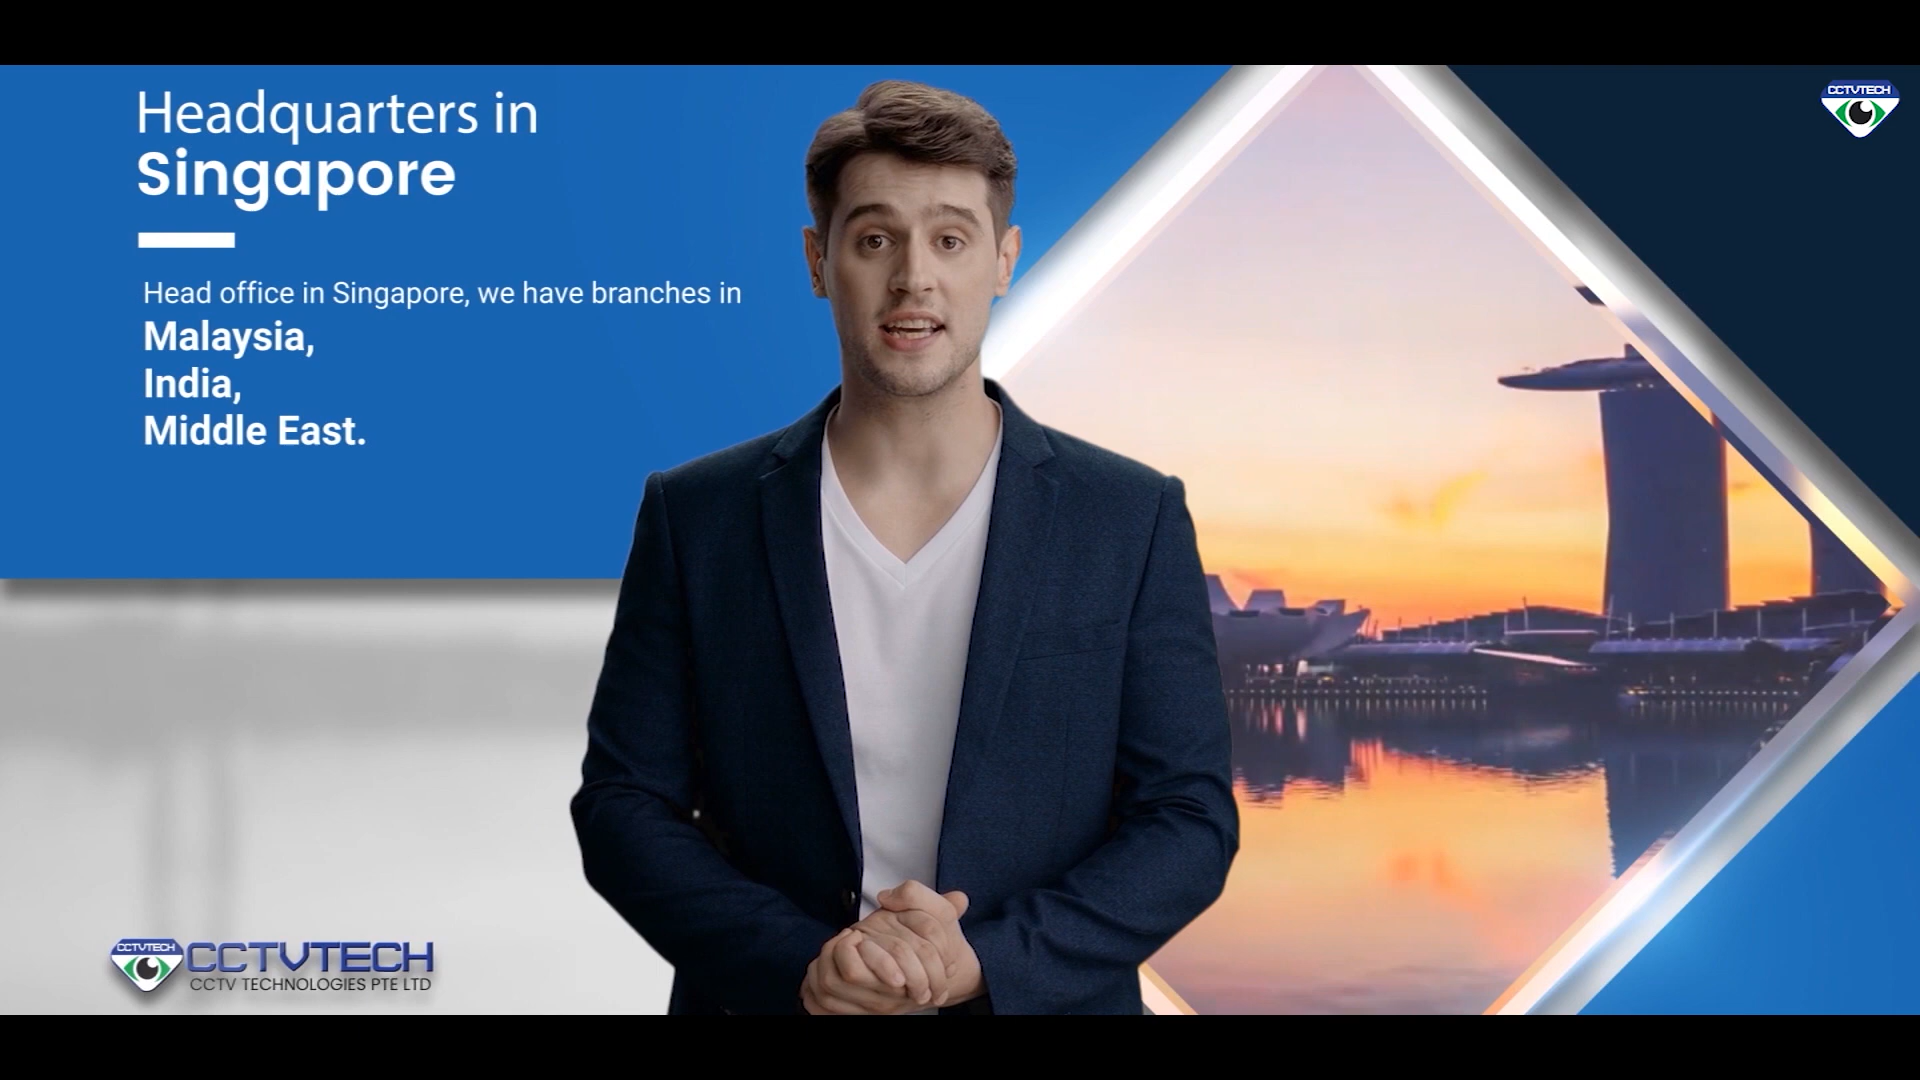 Headquarters in
Singapore
CCTVTECH
Head office in Singapore, we have branches in
Malaysia,
India,
Middle East.
CCTVTECH
CCTVTECH
CCTV TECHNOLOGIES PTE LTD